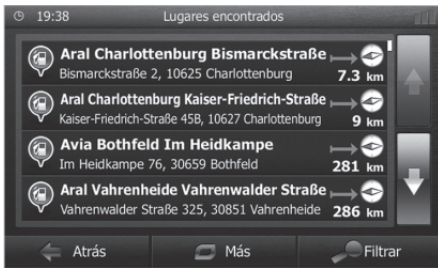 19:38 Lugares encontrados
Aral Charlottenburg Bismarckstraße
Bismarckstraße 2, 10625 Charlottenburg 7.3 km
Aral Charlottenburg Kaiser-Friedrich-Straße
Kaiser-Friedrich-Straße 45B, 10627 Charlottenburg 9 km
Avia Bothfeld Im Heidkampe
Im Heidkampe 76, 30659 Bothfeld 281 km
Aral Vahrenheide Vahrenwalder Straße
Vahrenwalder Straße 325, 30851 Vahrenheide 286 km
Atrás Más Filtrar